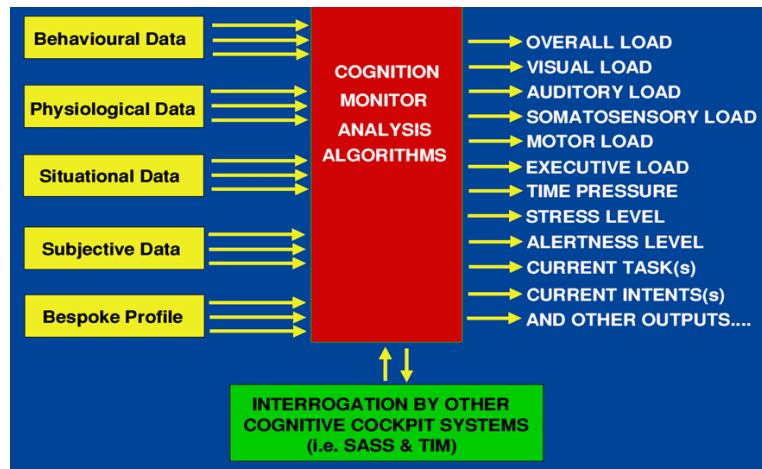 Behavioural Data
Physiological Data
Situational Data
Subjective Data
Bespoke Profile
COGNITION
MONITOR
ANALYSIS
ALGORITHMS
OVERALL LOAD
VISUAL LOAD
AUDITORY LOAD
SOMATOSENSORY LOAD
MOTOR LOAD
EXECUTIVE LOAD
TIME PRESSURE
STRESS LEVEL
ALERTNESS LEVEL
CURRENT TASK(s)
CURRENT INTENTS(s)
AND OTHER OUTPUTS....
INTERROGATION BY OTHER
COGNITIVE COCKPIT SYSTEMS
(i.e. SASS & TIM)